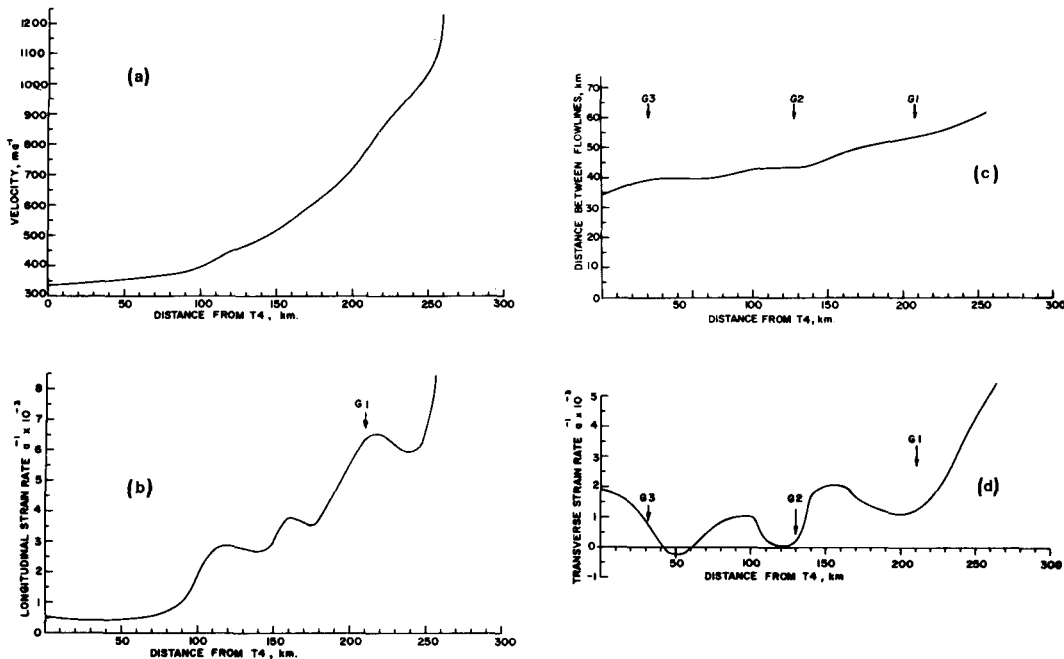 (a)
VELOCITY, ma⁻¹
1200
1100
1000
900
800
700
600
500
400
300
0 50 100 150 200 250 300
DISTANCE FROM T4, km.
(c)
DISTANCE BETWEEN FLOWLINES, km
70
60
50
40
30
20
10
0
G3 G2 G1
0 50 100 150 200 250 300
DISTANCE FROM T4, km.
(b)
LONGITUDINAL STRAIN RATE a⁻¹ x 10⁻³
8
7
6
5
4
3
2
1
0
G1
0 50 100 150 200 250 300
DISTANCE FROM T4, km.
(d)
TRANSVERSE STRAIN RATE a⁻¹ x 10⁻³
5
4
3
2
1
0
-1
G3 G2 G1
50 100 150 200 250 300
DISTANCE FROM T4, km